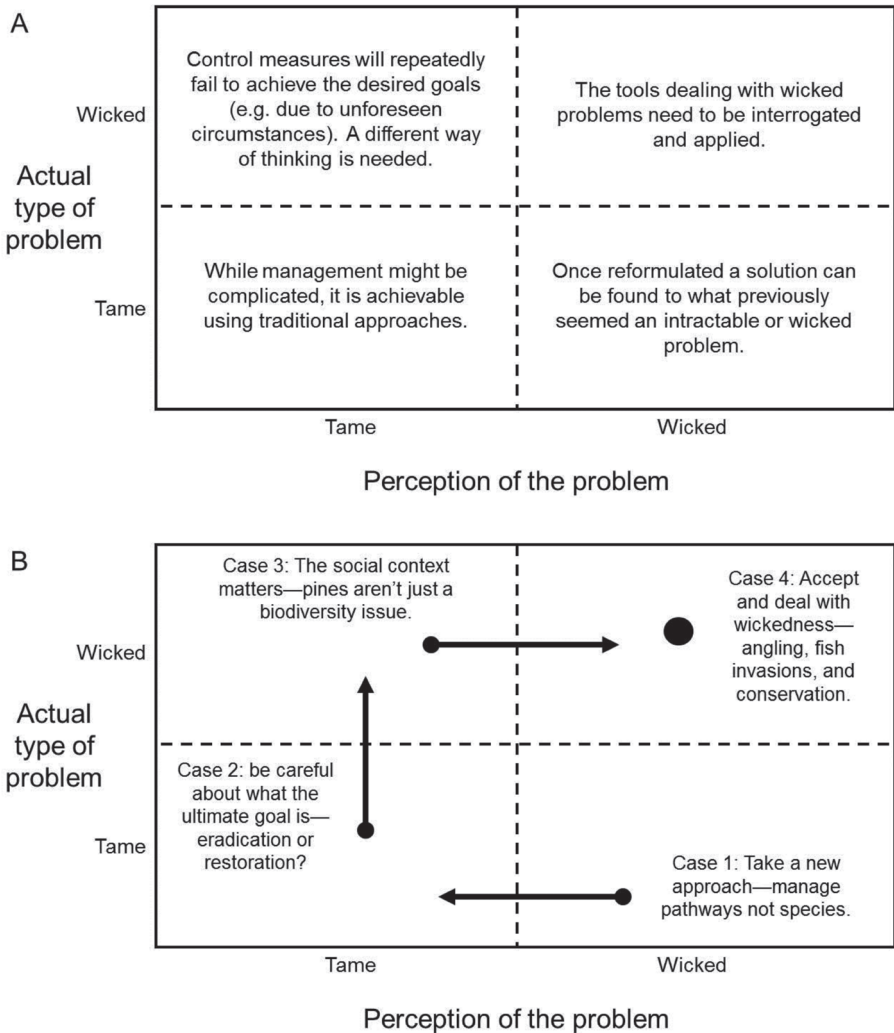 A
Control measures will repeatedly
fail to achieve the desired goals
(e.g. due to unforeseen
circumstances). A different way
of thinking is needed.
The tools dealing with wicked
problems need to be interrogated
and applied.
Wicked
Actual
type of
problem
While management might be
complicated, it is achievable
using traditional approaches.
Once reformulated a solution can
be found to what previously
seemed an intractable or wicked
problem.
Tame
Tame
Wicked
Perception of the problem
B
Case 3: The social context
matters—pines aren't just a
biodiversity issue.
Case 4: Accept
and deal with
wickedness—
angling, fish
invasions, and
conservation.
Wicked
Actual
type of
problem
Case 2: be careful
about what the
ultimate goal is—
eradication or
restoration?
Case 1: Take a new
approach—manage
pathways not species.
Tame
Tame
Wicked
Perception of the problem